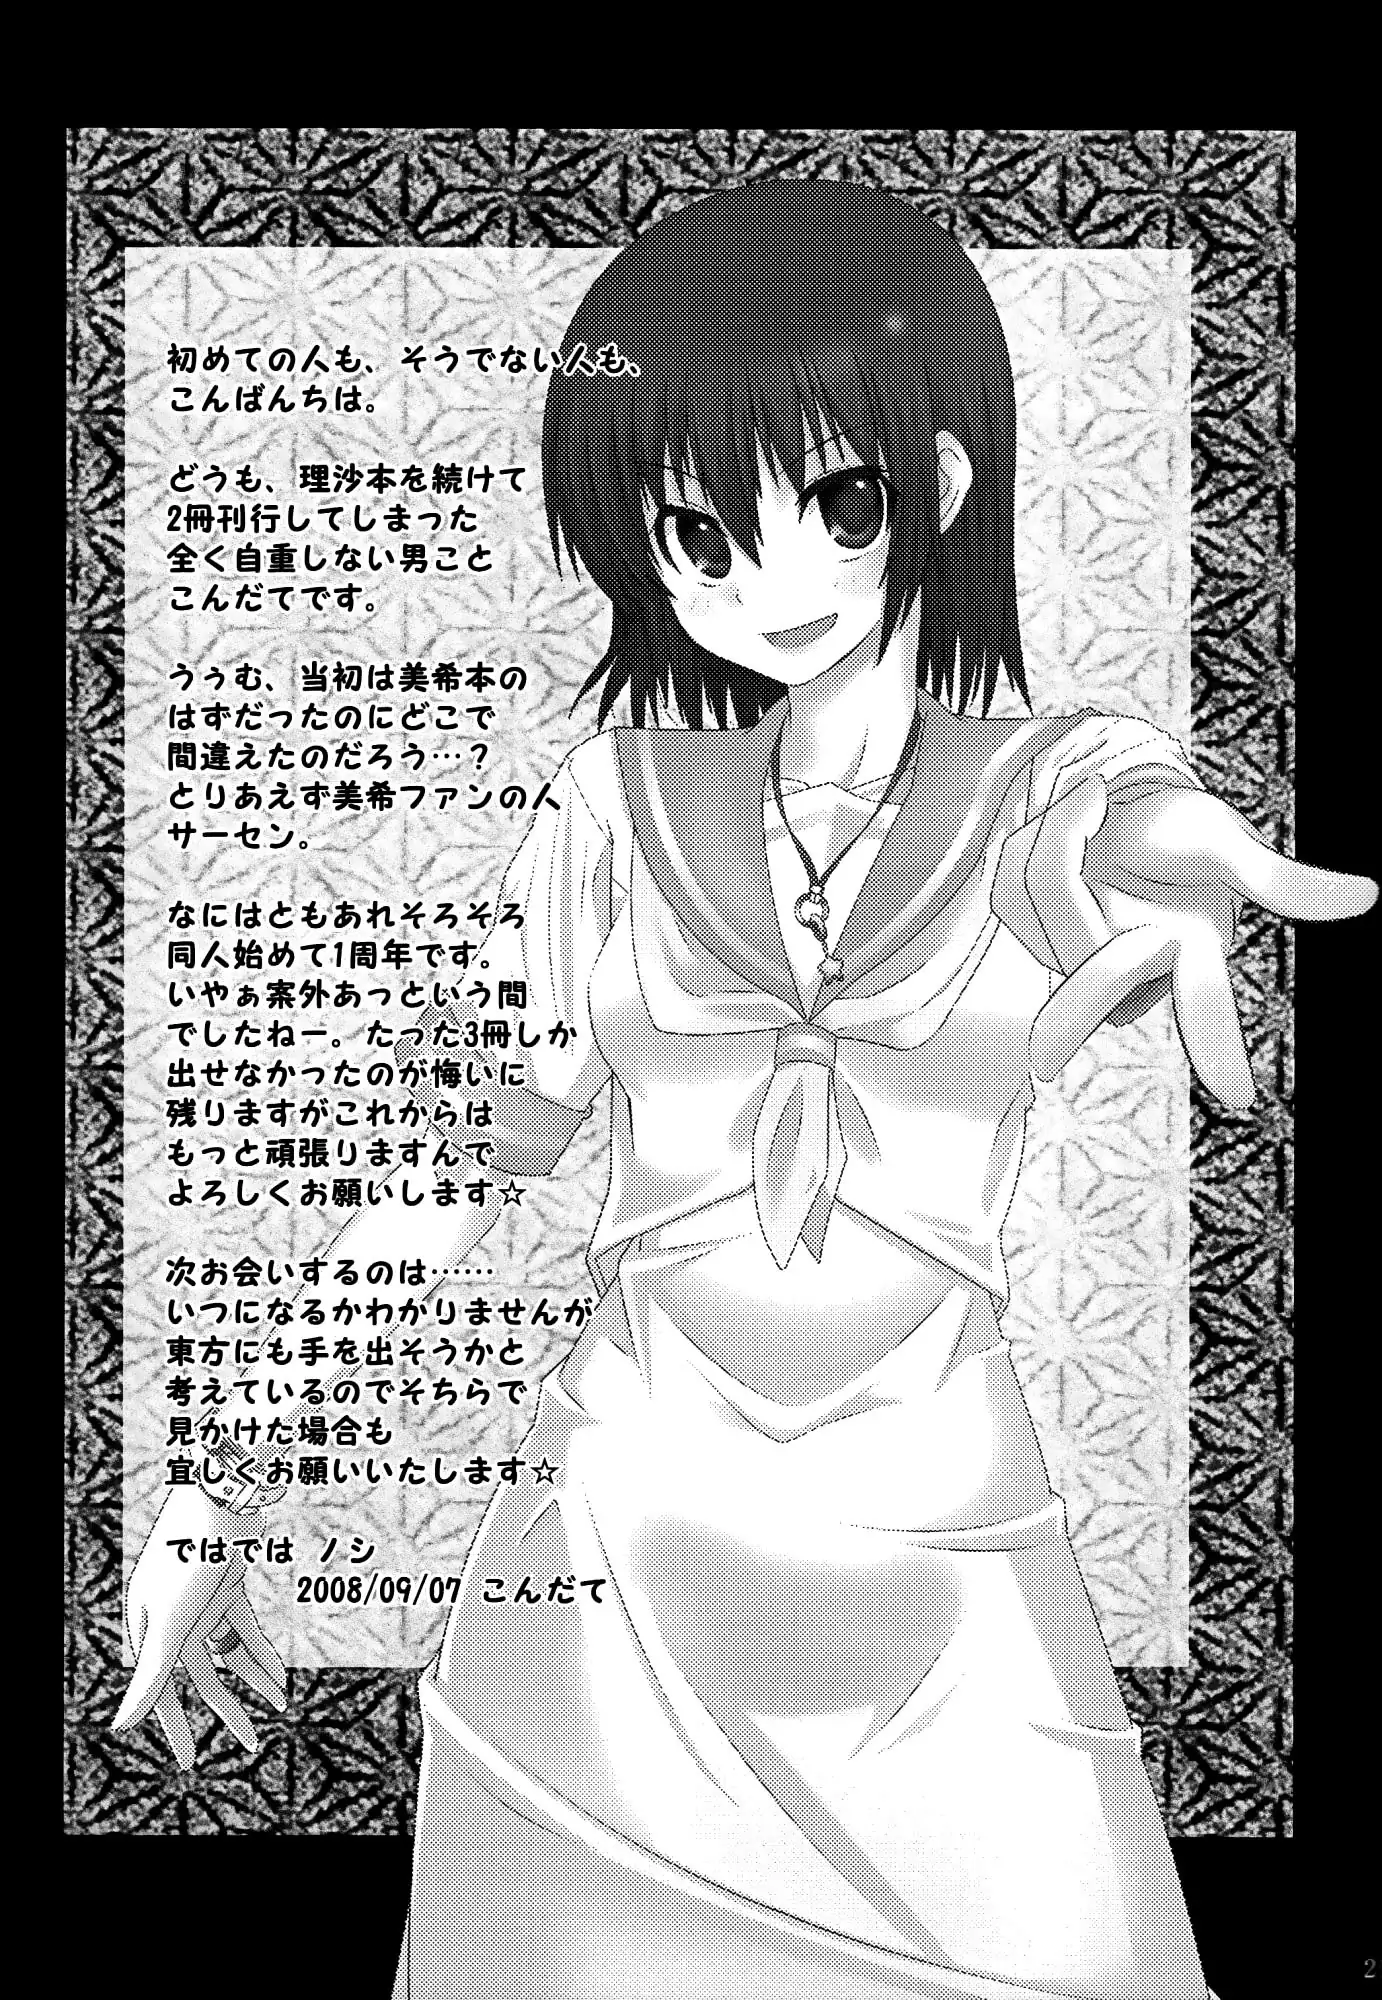 初めての人も、そうでない人も、
こんばんちは。
どうも、理沙本を続けて
2冊刊行してしまった
全く自重しない男こと
こんだてです。
うぅむ、当初は美希本の
はずだったのにどこで
間違えたのだろう…？
とりあえず美希ファンの人
サーセン。
なにはともあれそろそろ
同人始めて1周年です。
いやぁ案外あっという間
でしたねー。たった3冊しか
出せなかったのが悔いに
残りますがこれからは
もっと頑張りますんで
よろしくお願いします☆
次お会いするのは……
いつになるかわかりませんが
東方にも手を出そうかと
考えているのでそちらで
見かけた場合も
宜しくお願いいたします☆
ではでは ノシ
2008/09/07 こんだて
2